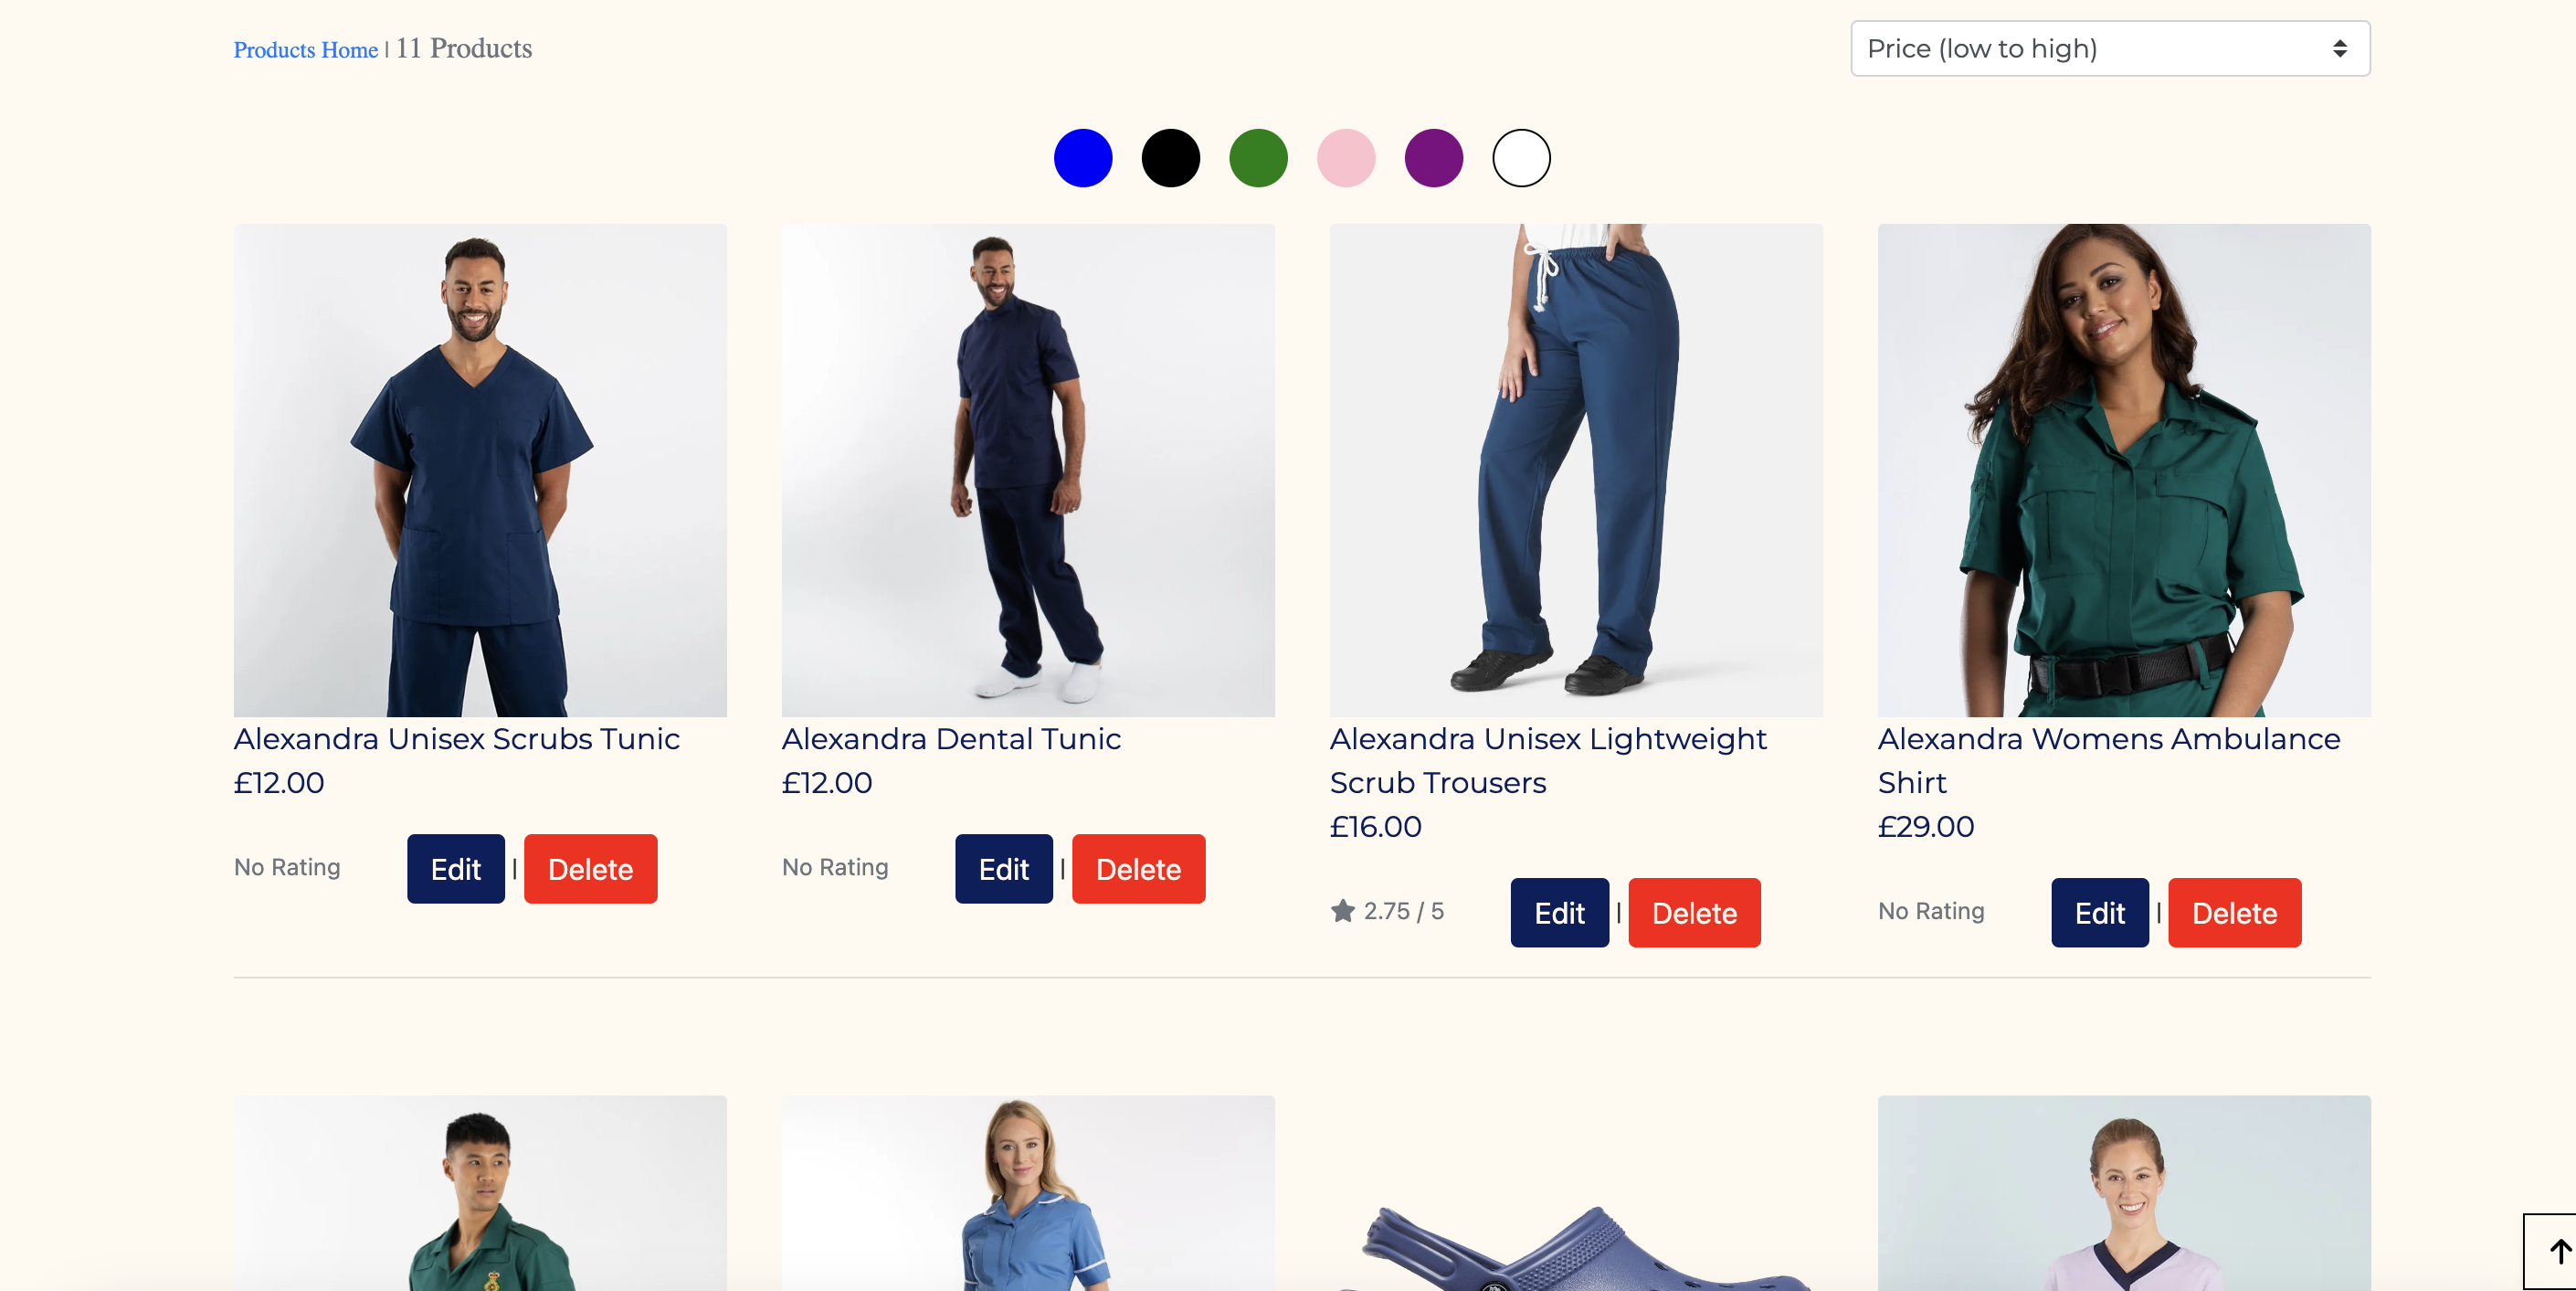 Products Home | 11 Products
Price (low to high)
Alexandra Unisex Scrubs Tunic
£12.00
No Rating
Edit | Delete
Alexandra Dental Tunic
£12.00
No Rating
Edit | Delete
Alexandra Unisex Lightweight
Scrub Trousers
£16.00
2.75 / 5
Edit | Delete
Alexandra Womens Ambulance
Shirt
£29.00
No Rating
Edit | Delete